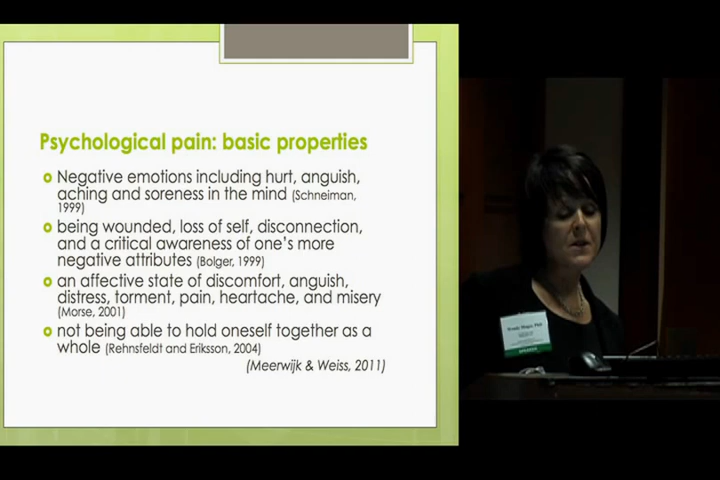 Psychological pain: basic properties
Negative emotions including hurt, anguish,
aching and soreness in the mind (Schneiman,
1999)
being wounded, loss of self, disconnection,
and a critical awareness of one's more
negative attributes (Bolger, 1999)
an affective state of discomfort, anguish,
distress, torment, pain, heartache, and misery
(Morse, 2001)
not being able to hold oneself together as a
whole (Rehnsfeldt and Eriksson, 2004)
(Meerwijk & Weiss, 2011)
PhD
SPEAKER